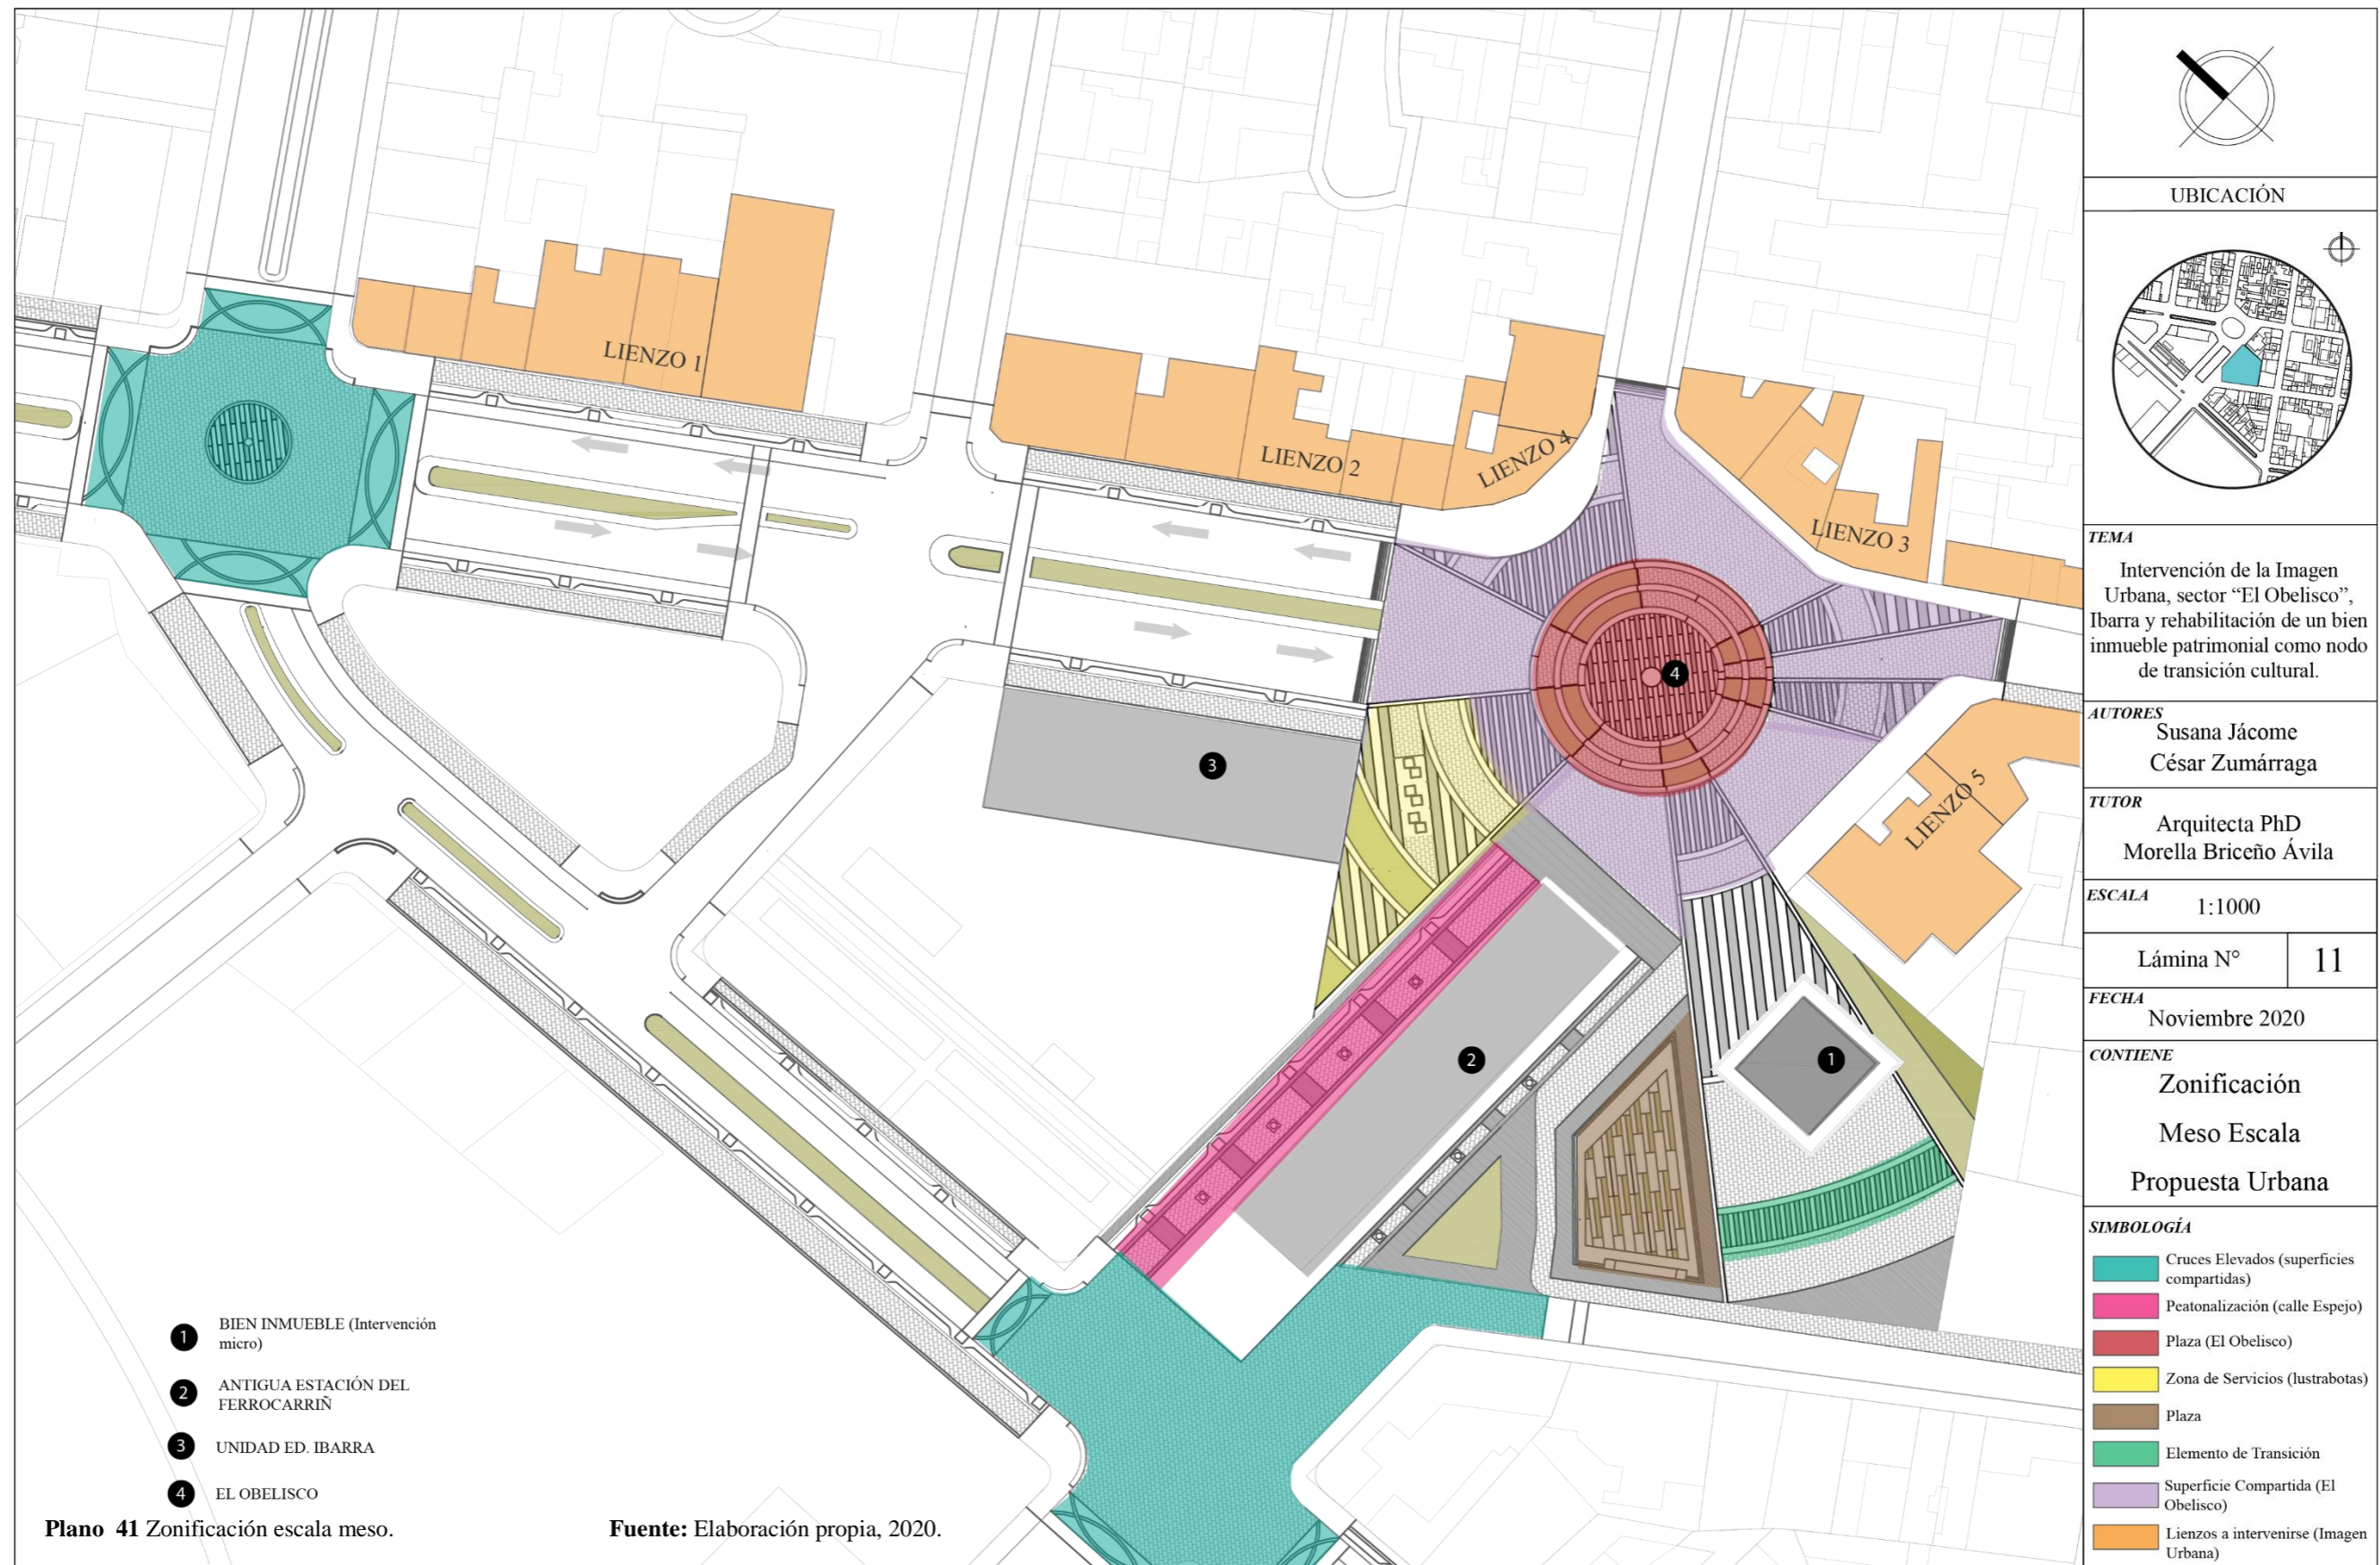 LIENZO 1
LIENZO 2
LIENZO 4
LIENZO 3
LIENZO 5
4
3
2
1
1 BIEN INMUEBLE (Intervención
micro)
2 ANTIGUA ESTACIÓN DEL
FERROCARRIÑ
3 UNIDAD ED. IBARRA
4 EL OBELISCO
Plano 41 Zonificación escala meso.
Fuente: Elaboración propia, 2020.
UBICACIÓN
TEMA
Intervención de la Imagen
Urbana, sector “El Obelisco”,
Ibarra y rehabilitación de un bien
inmueble patrimonial como nodo
de transición cultural.
AUTORES
Susana Jácome
César Zumárraga
TUTOR
Arquitecta PhD
Morella Briceño Ávila
ESCALA 1:1000
Lámina N° 11
FECHA
Noviembre 2020
CONTIENE
Zonificación
Meso Escala
Propuesta Urbana
SIMBOLOGÍA
Cruces Elevados (superficies
compartidas)
Peatonalización (calle Espejo)
Plaza (El Obelisco)
Zona de Servicios (lustrabotas)
Plaza
Elemento de Transición
Superficie Compartida (El
Obelisco)
Lienzos a intervenirse (Imagen
Urbana)